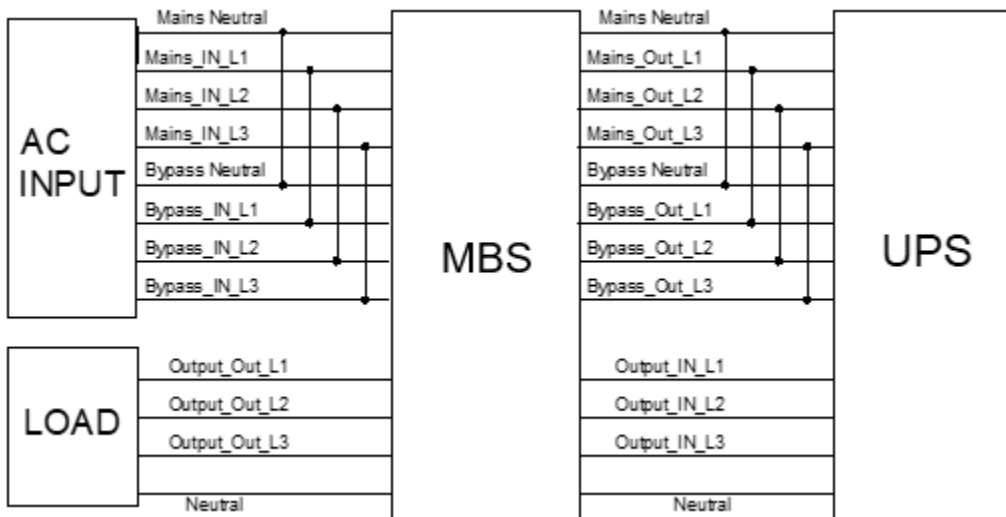 Mains Neutral
Mains_IN_L1
Mains_IN_L2
Mains_IN_L3
Bypass Neutral
Bypass_IN_L1
Bypass_IN_L2
Bypass_IN_L3
AC
INPUT
MBS
Mains Neutral
Mains_Out_L1
Mains_Out_L2
Mains_Out_L3
Bypass Neutral
Bypass_Out_L1
Bypass_Out_L2
Bypass_Out_L3
UPS
LOAD
Output_Out_L1
Output_Out_L2
Output_Out_L3
Neutral
Output_IN_L1
Output_IN_L2
Output_IN_L3
Neutral